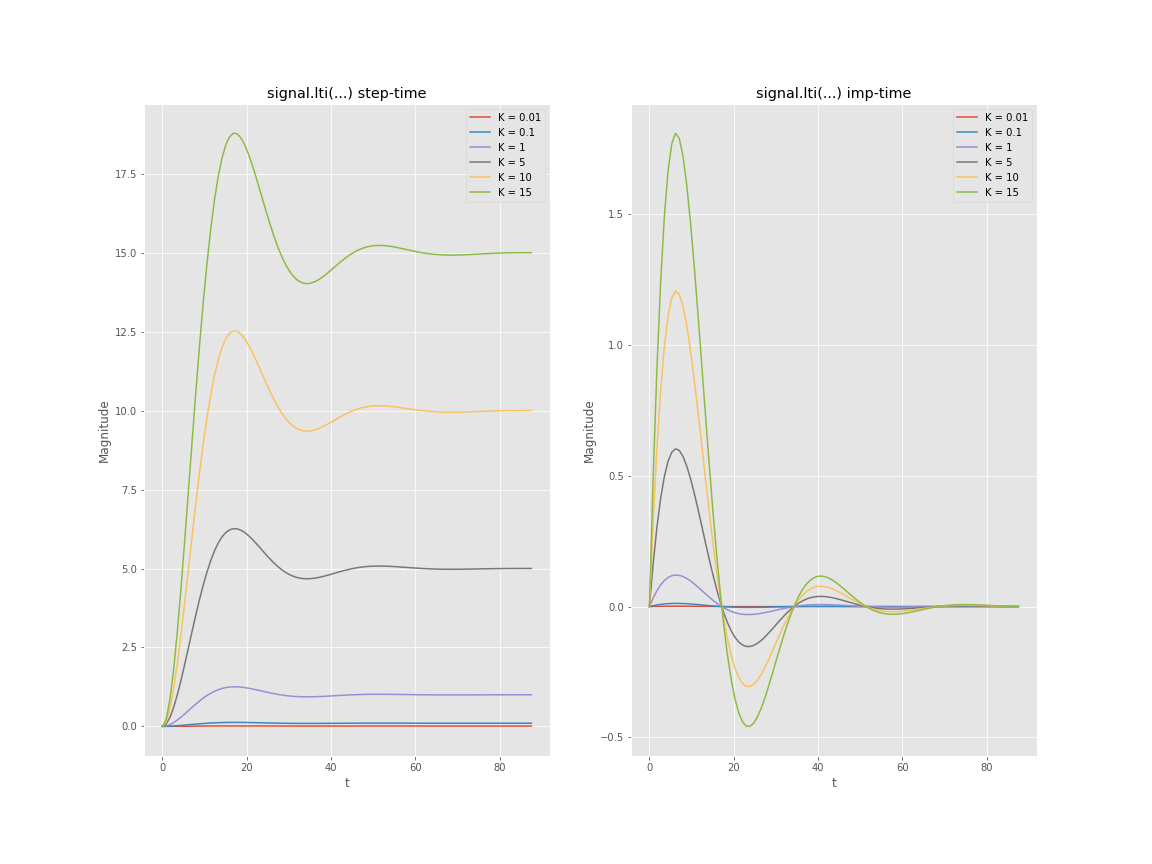 signal.lti(...) step-time
K = 0.01
K = 0.1
K = 1
K = 5
K = 10
K = 15
17.5
15.0
12.5
10.0
7.5
5.0
2.5
0.0
Magnitude
0
20
40
60
80
t
signal.lti(...) imp-time
K = 0.01
K = 0.1
K = 1
K = 5
K = 10
K = 15
1.5
1.0
0.5
0.0
−0.5
Magnitude
0
20
40
60
80
t